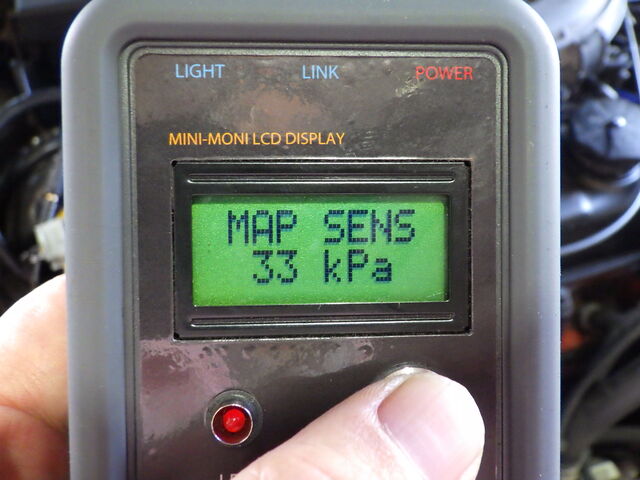 LIGHT LINK POWER
MINI-MONI LCD DISPLAY
MAP SENS
33 kPa